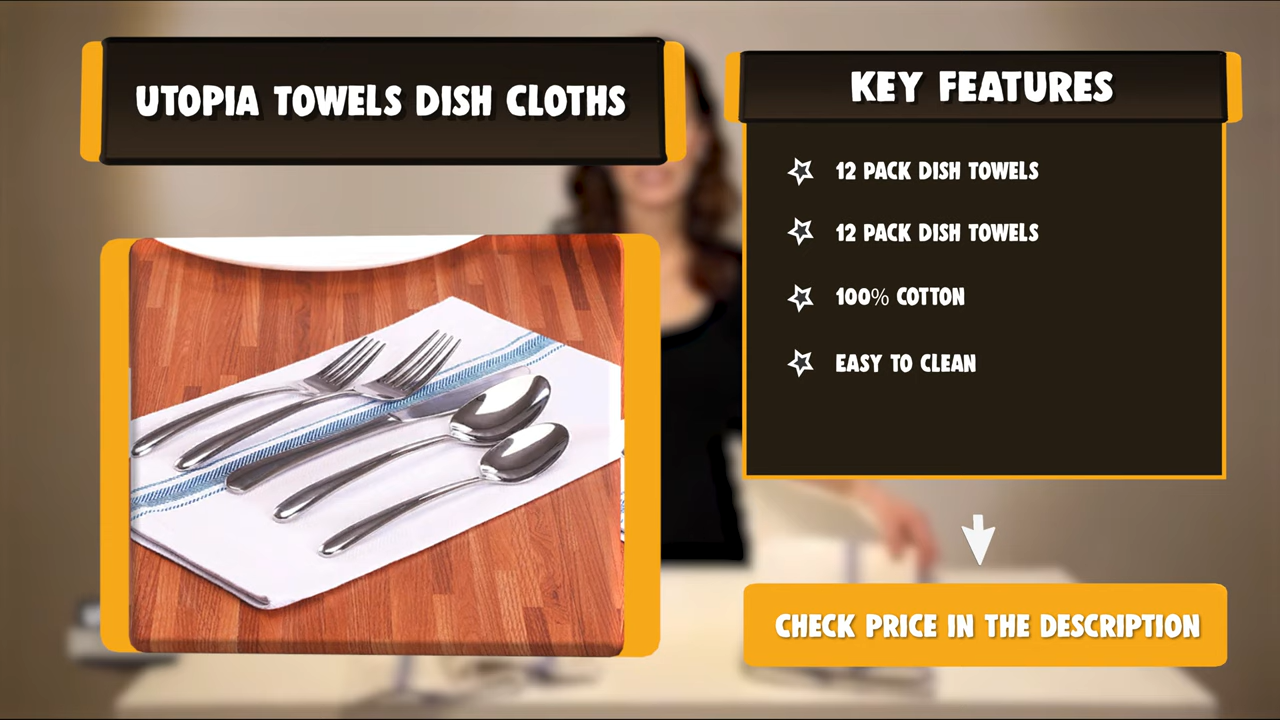 UTOPIA TOWELS DISH CLOTHS
KEY FEATURES
12 PACK DISH TOWELS
12 PACK DISH TOWELS
100% COTTON
EASY TO CLEAN
CHECK PRICE IN THE DESCRIPTION